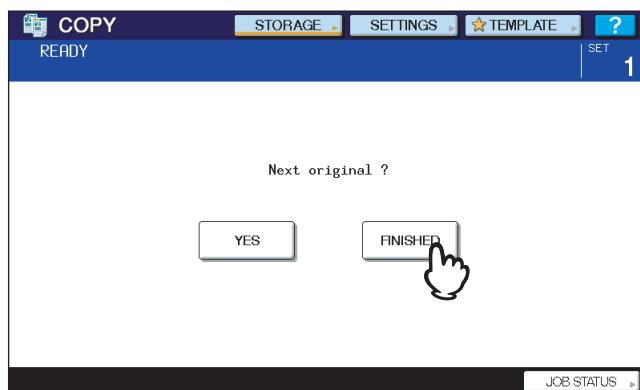 COPY STORAGE SETTINGS TEMPLATE ?
READY SET
1
Next original ?
YES FINISHED
JOB STATUS